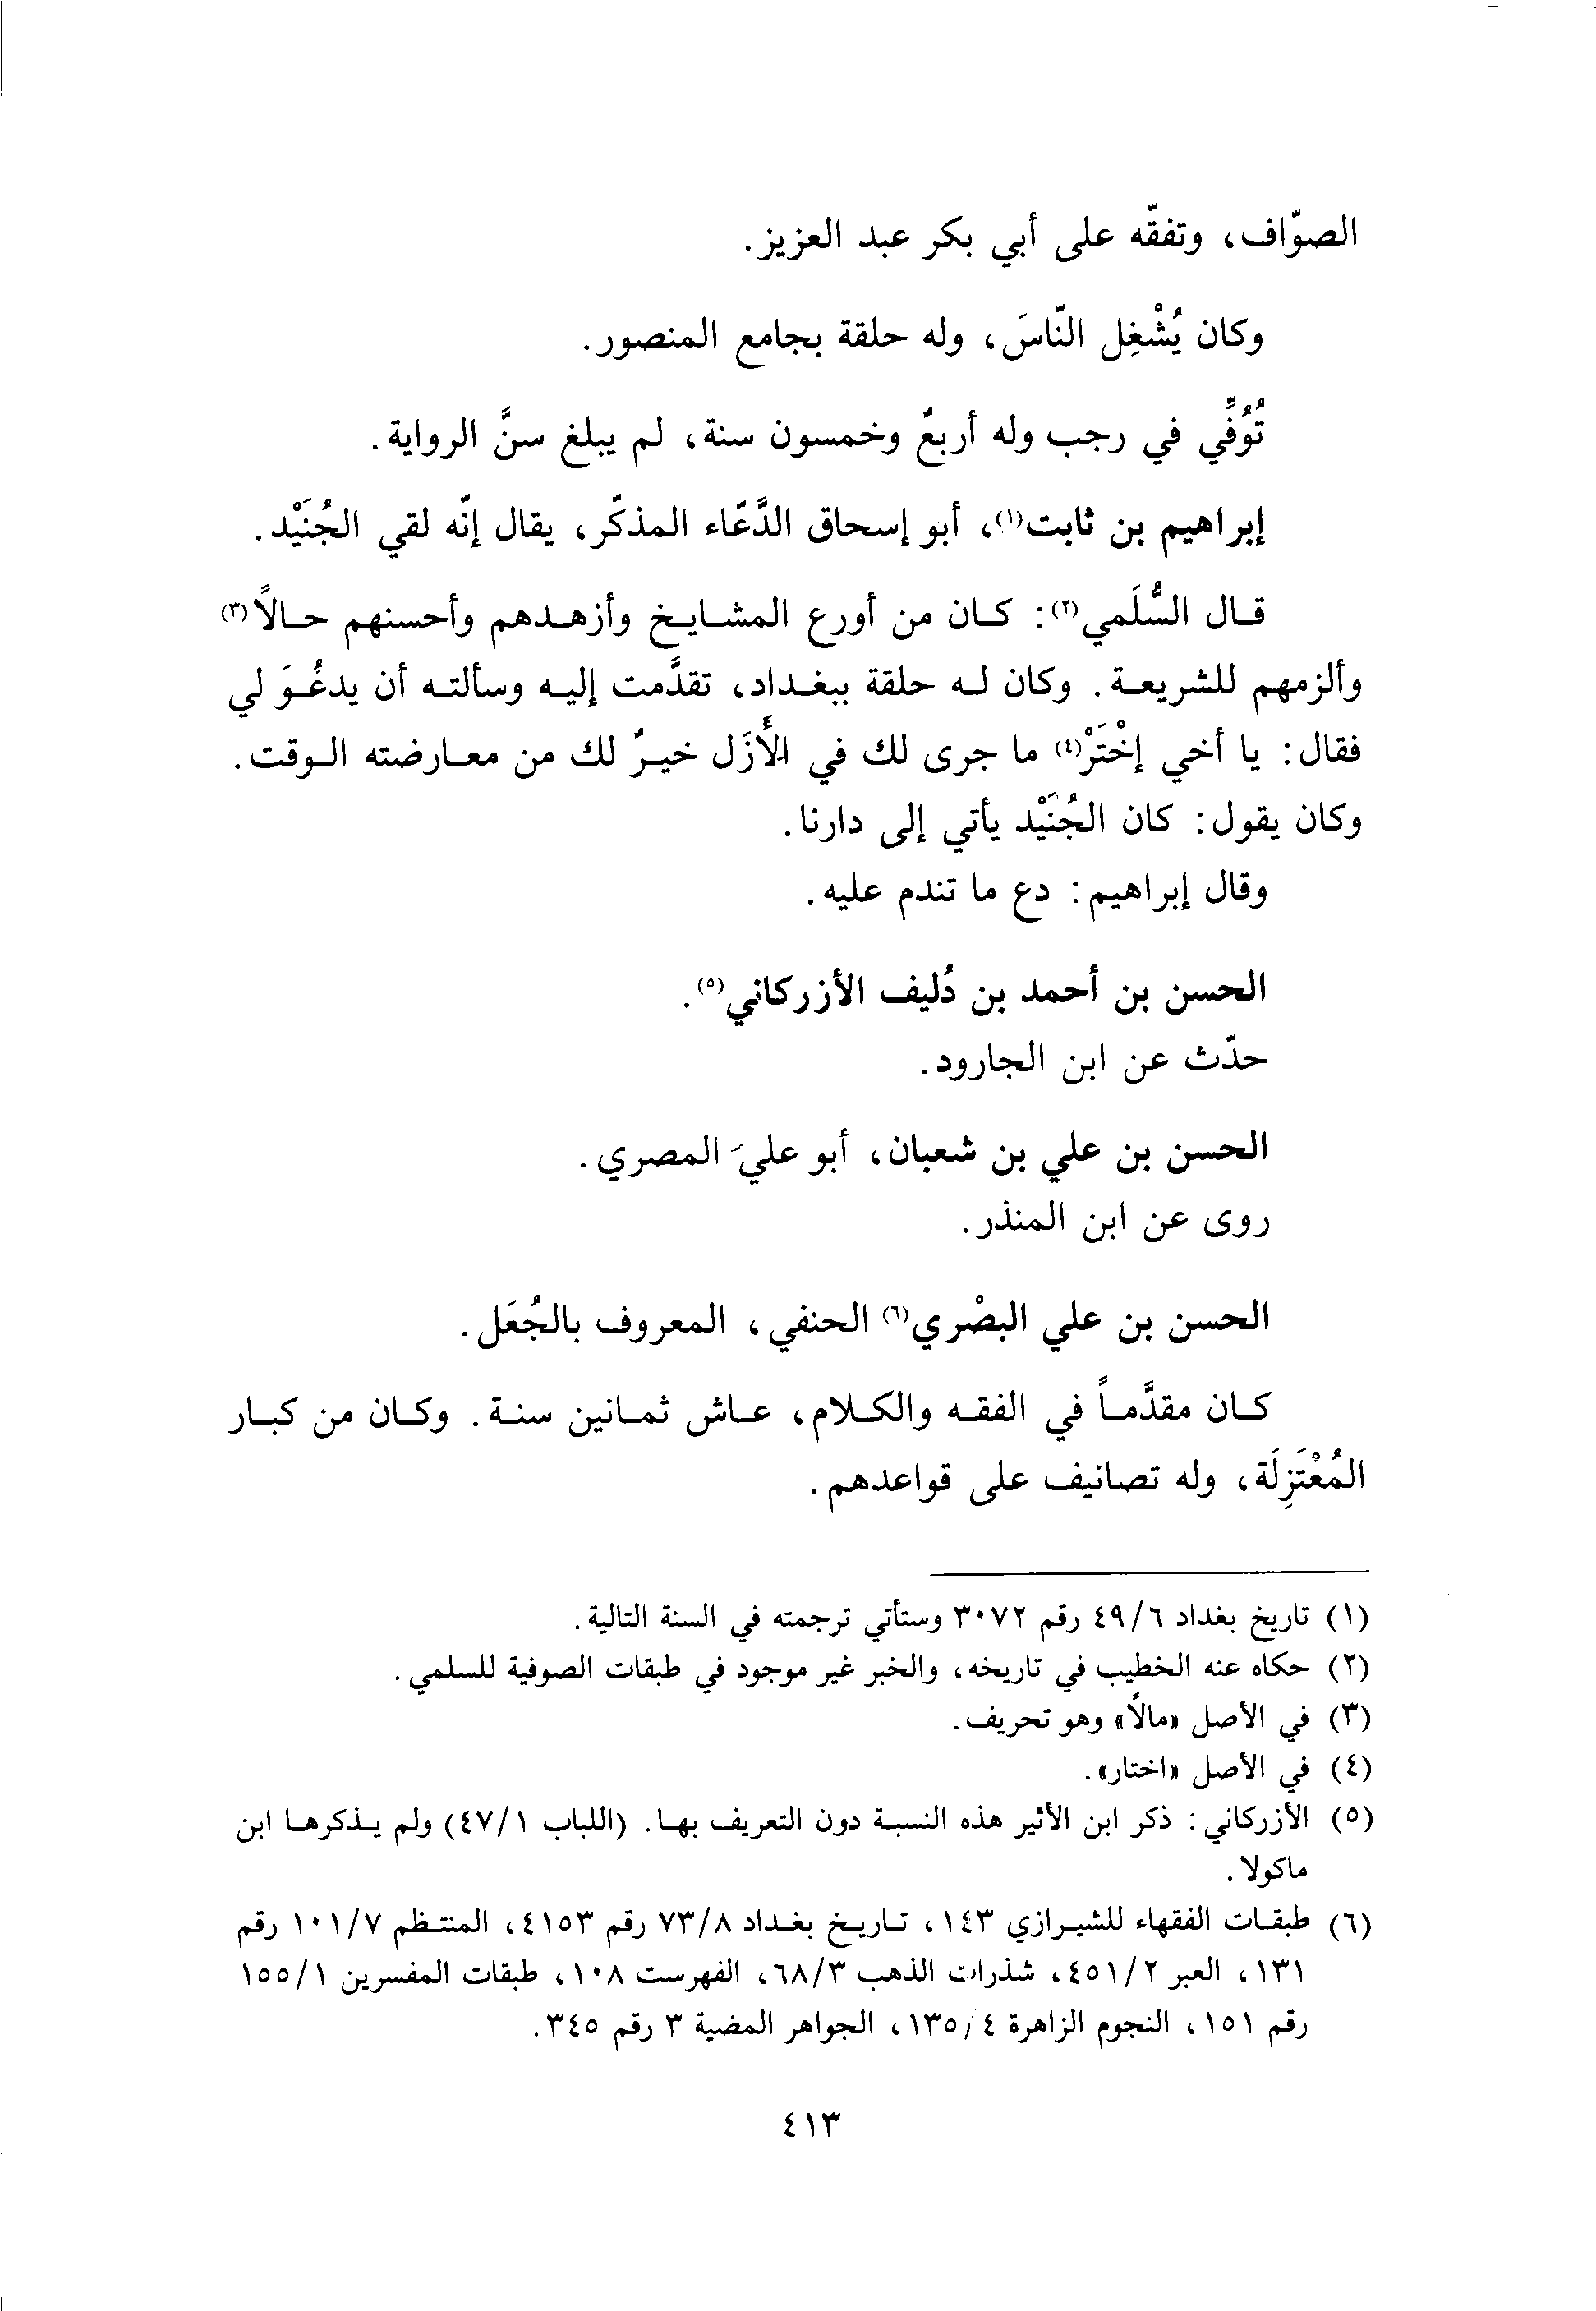 الصوّاف، وتفقّه على أبي بكر عبد العزيز.
وكان يُشْغِل النّاسَ، وله حلقة بجامع المنصور.
تُوُفِّي في رجب وله أربعٌ وخمسون سنة، لم يبلغ سنَّ الرواية.
إبراهيم بن ثابت(١)، أبو إسحاق الدَّعّاء المذكّر، يقال إنّه لقي الجُنَيْد.
قال السُّلَمي(٢): كان من أورع المشايخ وأزهدهم وأحسنهم حالاً(٣)
وألزمهم للشريعة. وكان له حلقة ببغداد، تقدَّمت إليه وسألته أن يدعُوَ لي
فقال: يا أخي إخْتَرْ(٤) ما جرى لك في الأَزَل خيرٌ لك من معارضته الوقت.
وكان يقول: كان الجُنَيْد يأتي إلى دارنا.
وقال إبراهيم: دع ما تندم عليه.
الحسن بن أحمد بن دُليف الأزركاني(٥).
حدّث عن ابن الجارود.
الحسن بن علي بن شعبان، أبو علي المصري.
روى عن ابن المنذر.
الحسن بن علي البصْري(٦) الحنفي، المعروف بالجُعَل.
كان مقدَّماً في الفقه والكلام، عاش ثمانين سنة. وكان من كبار
المُعْتَزِلَة، وله تصانيف على قواعدهم.
(١) تاريخ بغداد ٤٩/٦ رقم ٣٠٧٢ وستأتي ترجمته في السنة التالية.
(٢) حكاه عنه الخطيب في تاريخه، والخبر غير موجود في طبقات الصوفية للسلمي.
(٣) في الأصل «مالاً» وهو تحريف.
(٤) في الأصل «اختار».
(٥) الأزركاني: ذكر ابن الأثير هذه النسبة دون التعريف بها. (اللباب ٤٧/١) ولم يذكرها ابن
ماكولا.
(٦) طبقات الفقهاء للشيرازي ١٤٣، تاريخ بغداد ٧٣/٨ رقم ٤١٥٣، المنتظم ١٠١/٧ رقم
١٣١، العبر ٤٥١/٢، شذرات الذهب ٦٨/٣، الفهرست ١٠٨، طبقات المفسرين ١٥٥/١
رقم ١٥١، النجوم الزاهرة ١٣٥/٤، الجواهر المضية ٣ رقم ٣٤٥.
٤١٣